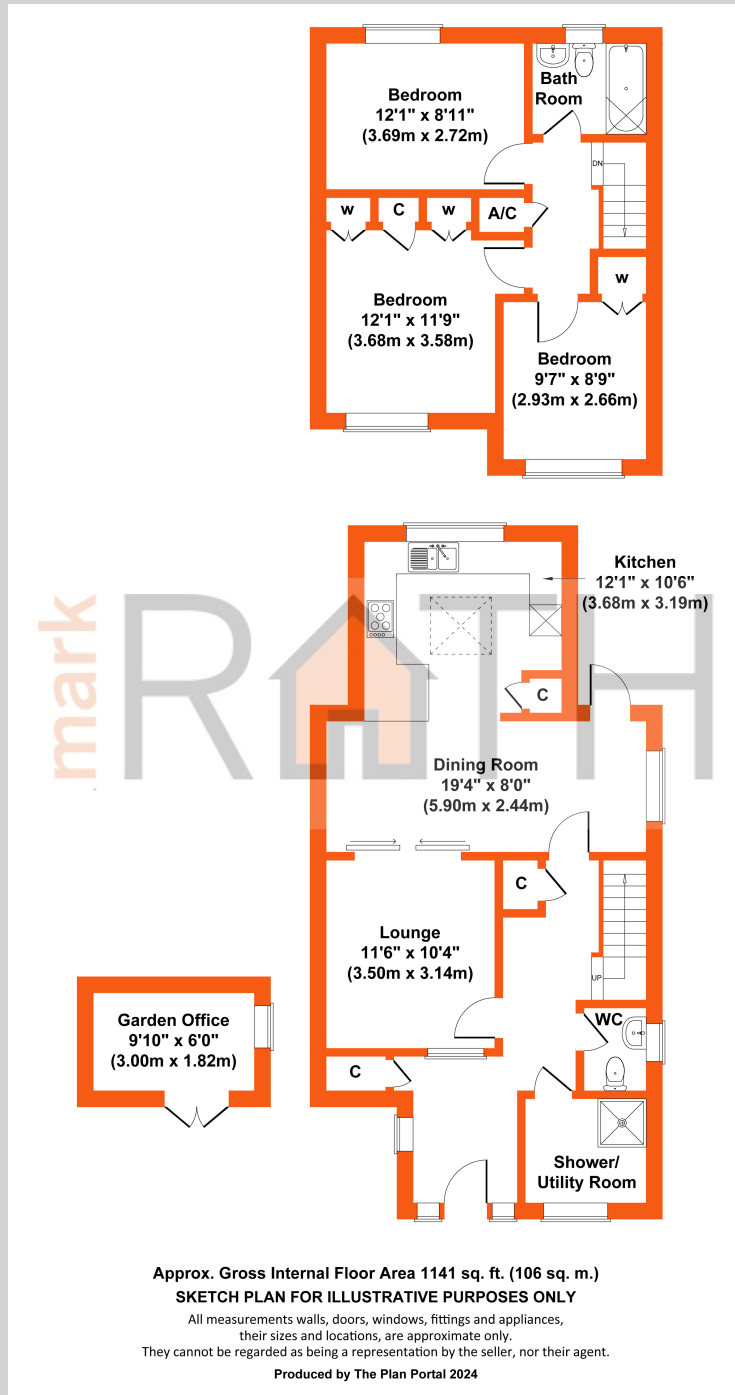 Bath
Room
Bedroom
12'1" x 8'11"
(3.69m x 2.72m)
DN
w
C
w
A/C
w
Bedroom
12'1" x 11'9"
(3.68m x 3.58m)
Bedroom
9'7" x 8'9"
(2.93m x 2.66m)
Kitchen
12'1" x 10'6"
(3.68m x 3.19m)
mark
RATH
C
Dining Room
19'4" x 8'0"
(5.90m x 2.44m)
C
Lounge
11'6" x 10'4"
(3.50m x 3.14m)
UP
WC
Garden Office
9'10" x 6'0"
(3.00m x 1.82m)
C
Shower/
Utility Room
Approx. Gross Internal Floor Area 1141 sq. ft. (106 sq. m.)
SKETCH PLAN FOR ILLUSTRATIVE PURPOSES ONLY
All measurements walls, doors, windows, fittings and appliances,
their sizes and locations, are approximate only.
They cannot be regarded as being a representation by the seller, nor their agent.
Produced by The Plan Portal 2024